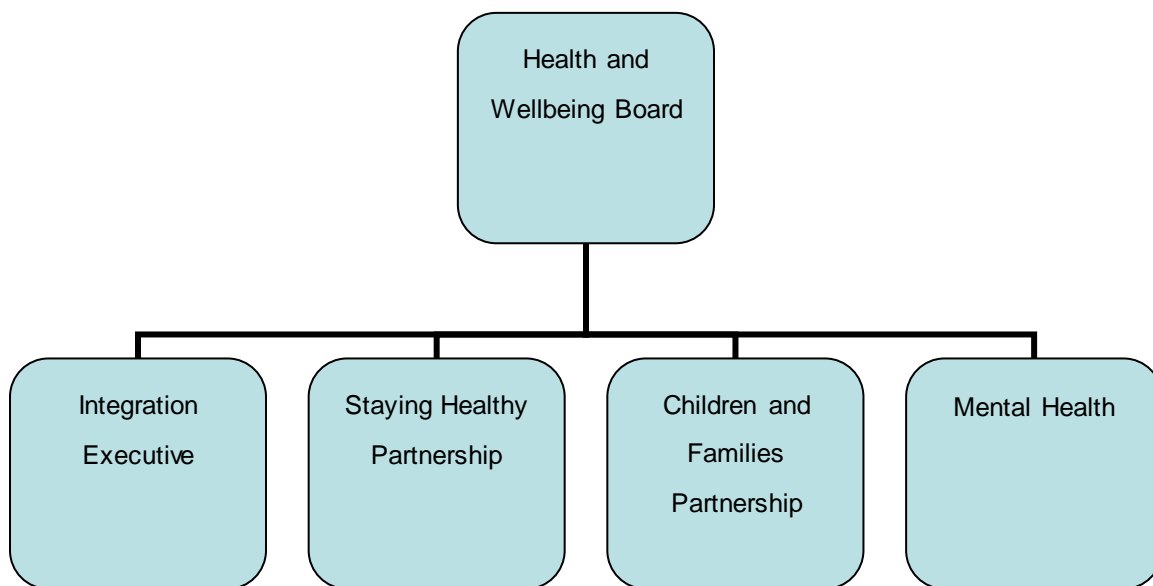 Health and
Wellbeing Board
Integration
Executive
Staying Healthy
Partnership
Children and
Families
Partnership
Mental Health